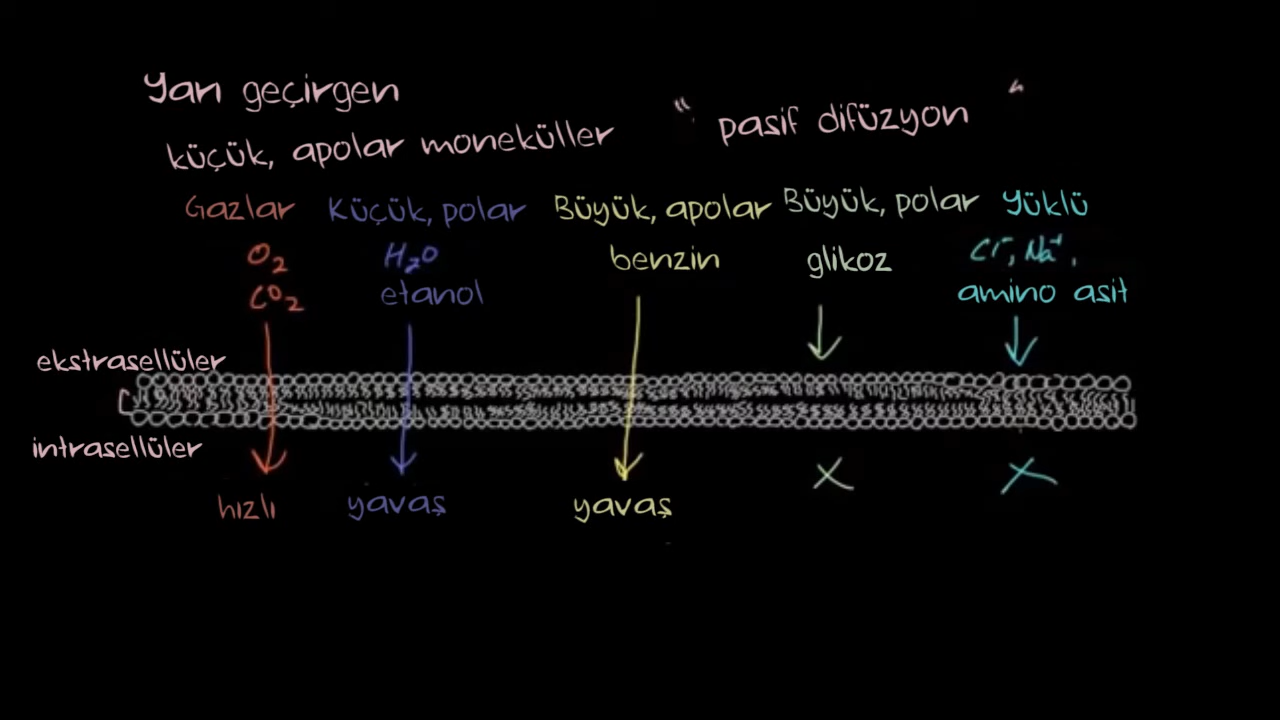 Yarı geçirgen
küçük, apolar moneküller
" pasif difüzyon "
Gazlar Küçük, polar Büyük, apolar Büyük, polar Yüklü
O₂ H₂O benzin glikoz Cl⁻, Na⁺,
CO₂ etanol amino asit
ekstrasellüler
intrasellüler
hızlı yavaş yavaş